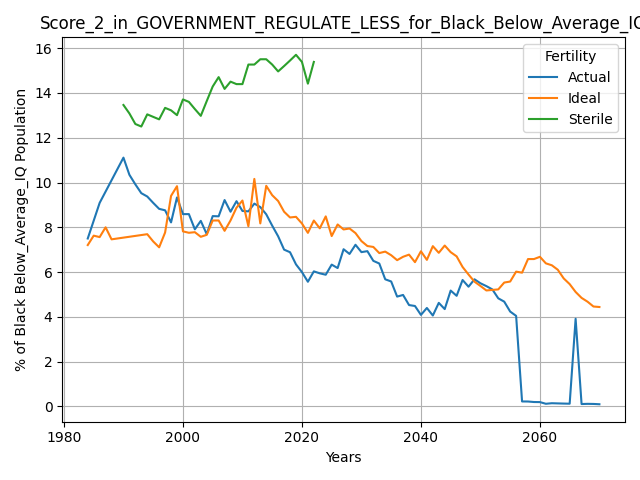 Score_2_in_GOVERNMENT_REGULATE_LESS_for_Black_Below_Average_IQ
% of Black Below_Average_IQ Population
16
14
12
10
8
6
4
2
0
Fertility
Actual
Ideal
Sterile
1980
2000
2020
2040
2060
Years